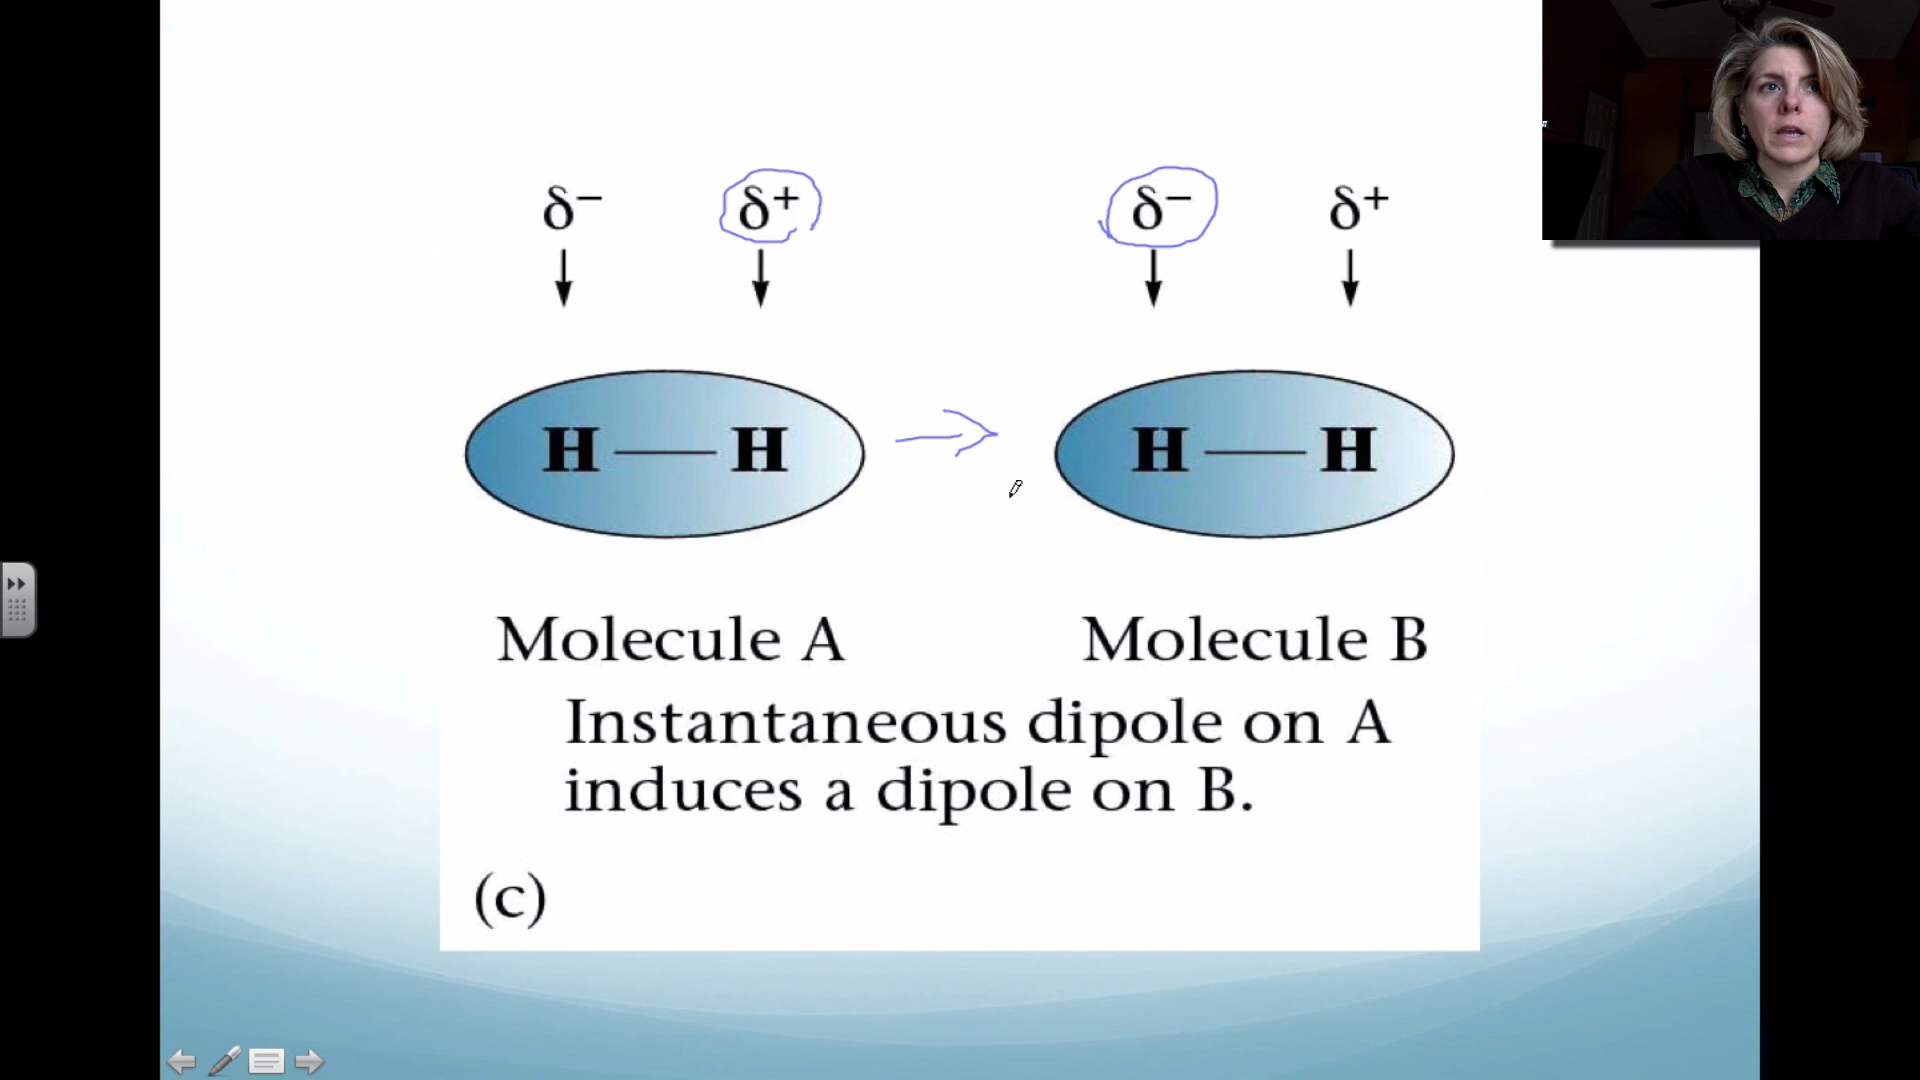 δ− δ+ δ− δ+
H — H H — H
Molecule A Molecule B
Instantaneous dipole on A
induces a dipole on B.
(c)